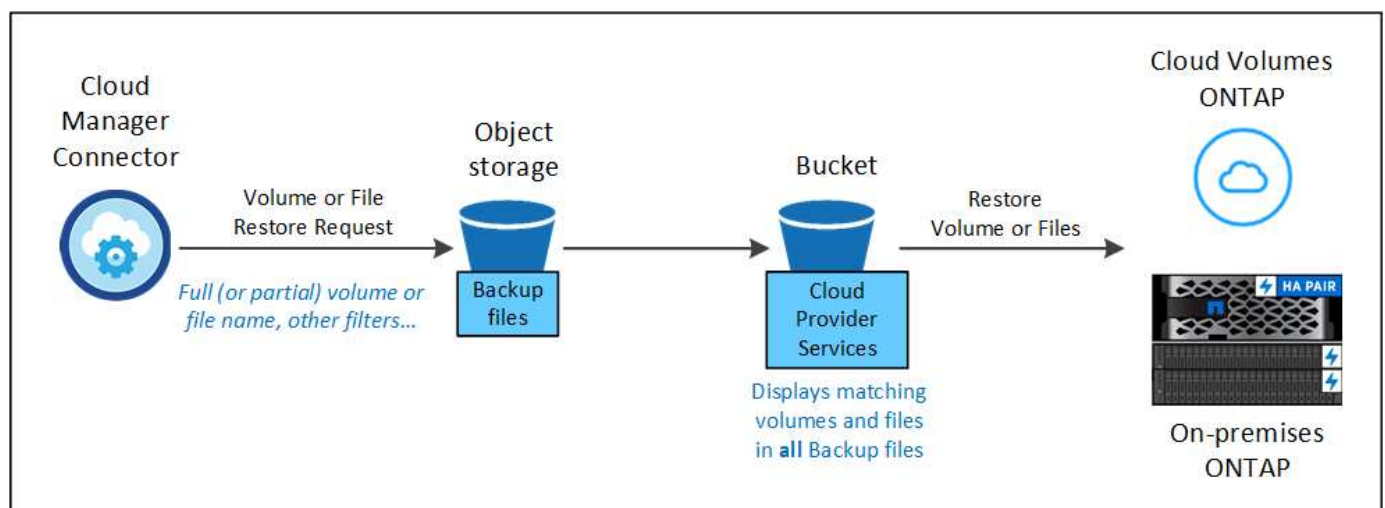 Cloud
Manager
Connector
Volume or File
Restore Request
Full (or partial) volume or
file name, other filters...
Object
storage
Backup
files
Bucket
Cloud
Provider
Services
Displays matching
volumes and files
in all Backup files
Restore
Volume or Files
Cloud Volumes
ONTAP
HA PAIR
On-premises
ONTAP